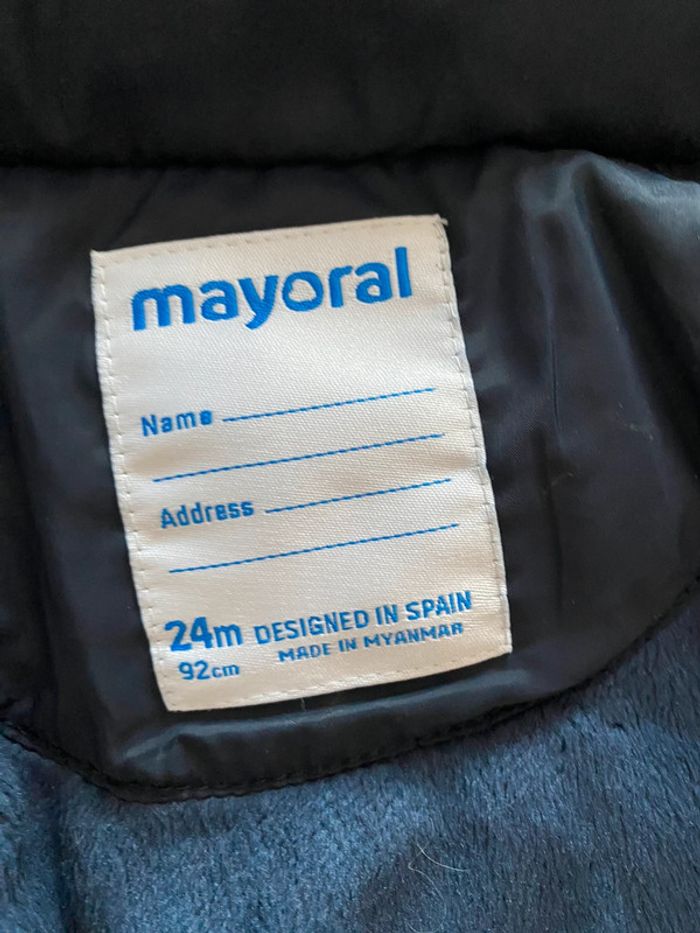 mayoral
Name
Address
24m DESIGNED IN SPAIN
92cm MADE IN MYANMAR